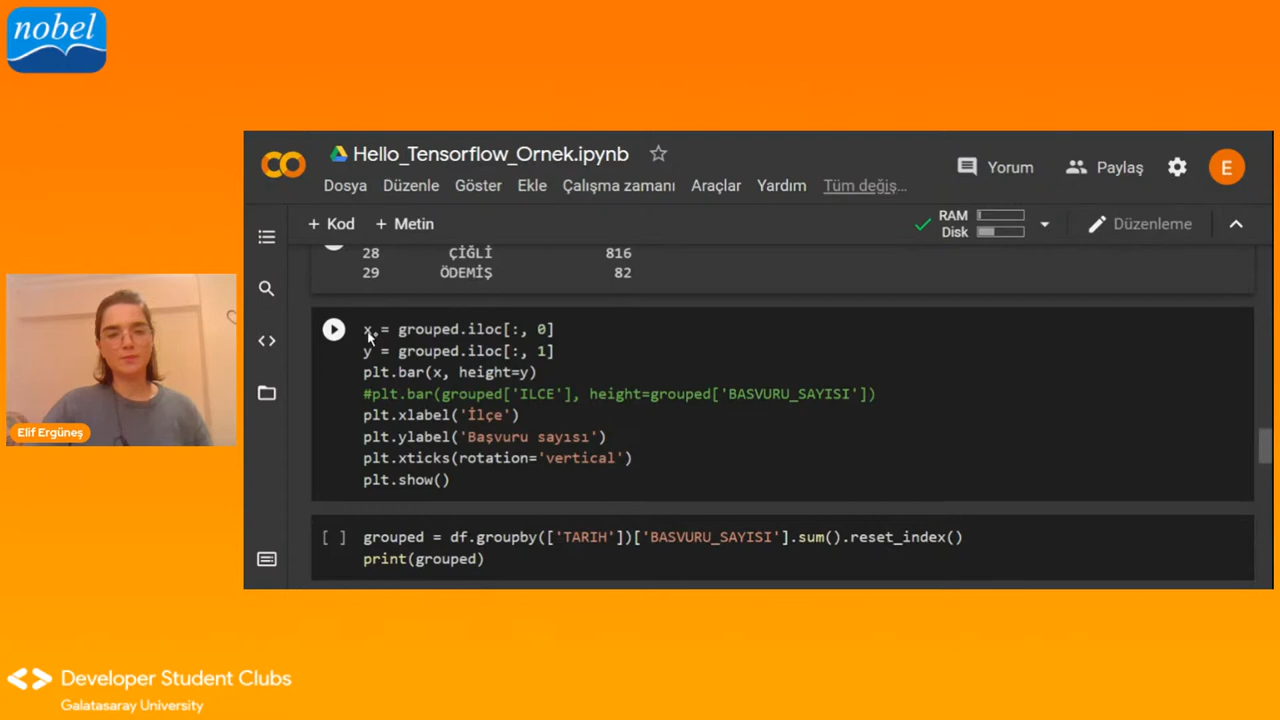 nobel
Hello_Tensorflow_Ornek.ipynb
Yorum
Paylaş
E
Dosya Düzenle Göster Ekle Çalışma zamanı Araçlar Yardım Tüm değiş…
+ Kod + Metin
RAM
Disk
Düzenleme
28 ÇİĞLİ 816
29 ÖDEMİŞ 82
x = grouped.iloc[:, 0]
y = grouped.iloc[:, 1]
plt.bar(x, height=y)
#plt.bar(grouped['ILCE'], height=grouped['BASVURU_SAYISI'])
plt.xlabel('İlçe')
plt.ylabel('Başvuru sayısı')
plt.xticks(rotation='vertical')
plt.show()
[ ] grouped = df.groupby(['TARIH'])['BASVURU_SAYISI'].sum().reset_index()
print(grouped)
Elif Ergüneş
Developer Student Clubs
Galatasaray University